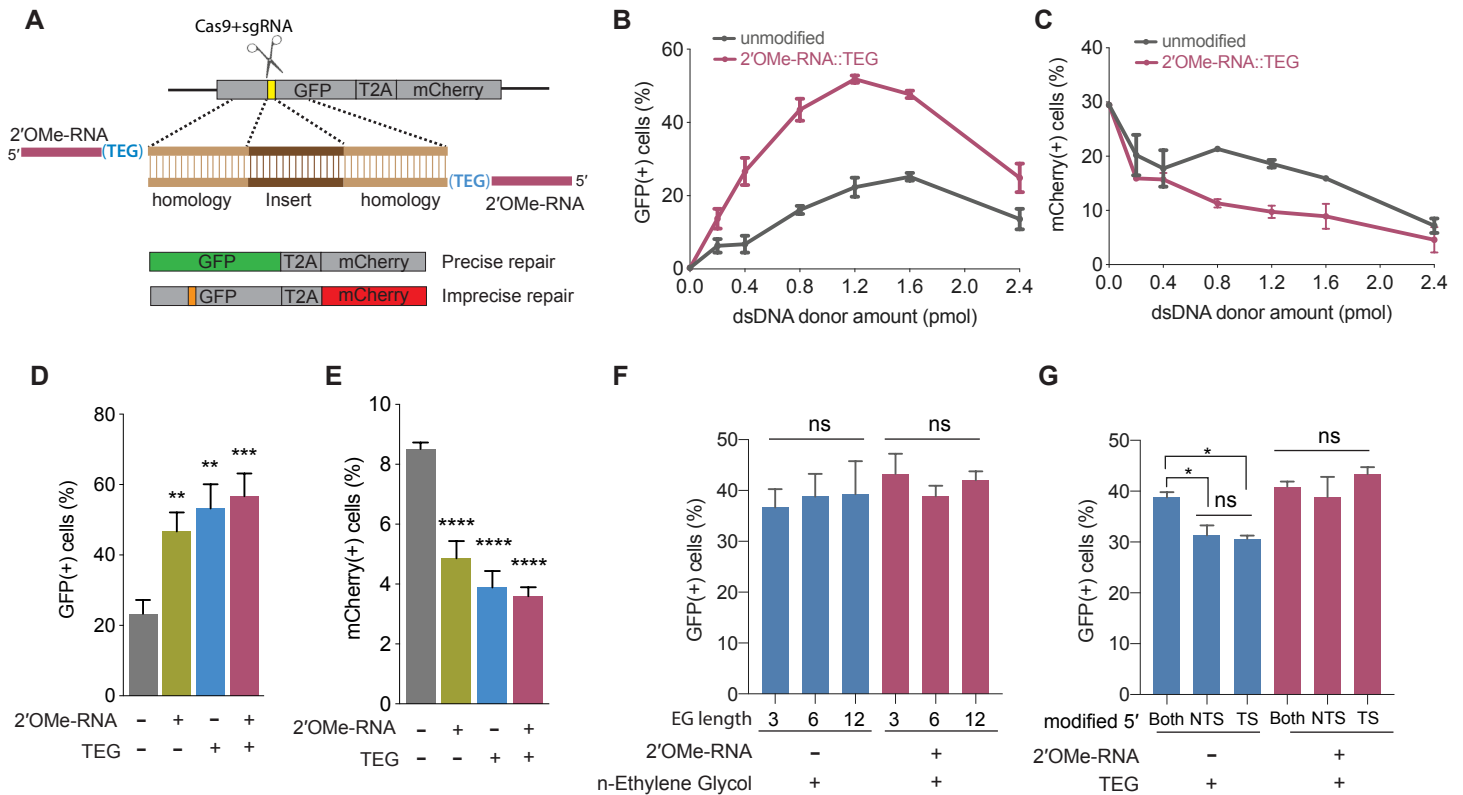 A
Cas9+sgRNA
GFP T2A mCherry
2′OMe-RNA
5′ (TEG)
(TEG) 5′
homology Insert homology 2′OMe-RNA
GFP T2A mCherry Precise repair
GFP T2A mCherry Imprecise repair
B
unmodified
2′OMe-RNA::TEG
GFP(+) cells (%)
60
40
20
0
0.0 0.4 0.8 1.2 1.6 2.0 2.4
dsDNA donor amount (pmol)
C
unmodified
2′OMe-RNA::TEG
mCherry(+) cells (%)
40
30
20
10
0
0.0 0.4 0.8 1.2 1.6 2.0 2.4
dsDNA donor amount (pmol)
D
GFP(+) cells (%)
80
60
40
20
0
** ** ***
2′OMe-RNA – + – +
TEG – – + +
E
mCherry(+) cells (%)
10
8
6
4
2
0
**** **** ****
2′OMe-RNA – + – +
TEG – – + +
F
GFP(+) cells (%)
50
40
30
20
10
0
ns ns
EG length 3 6 12 3 6 12
2′OMe-RNA – +
n-Ethylene Glycol + +
G
GFP(+) cells (%)
50
40
30
20
10
0
* * ns ns
modified 5′ Both NTS TS Both NTS TS
2′OMe-RNA – +
TEG + +